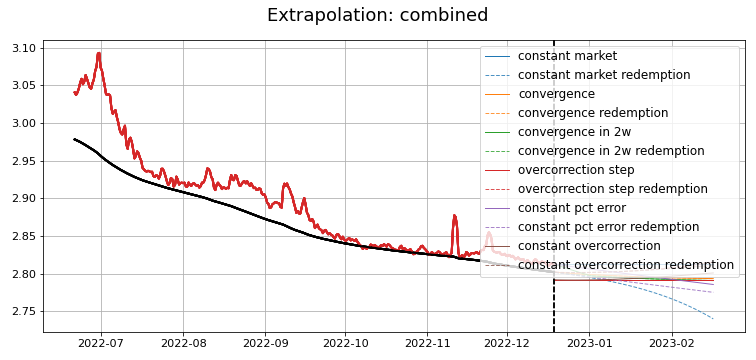 Extrapolation: combined
3.10
3.05
3.00
2.95
2.90
2.85
2.80
2.75
constant market
constant market redemption
convergence
convergence redemption
convergence in 2w
convergence in 2w redemption
overcorrection step
overcorrection step redemption
constant pct error
constant pct error redemption
constant overcorrection
constant overcorrection redemption
2022-07 2022-08 2022-09 2022-10 2022-11 2022-12 2023-01 2023-02